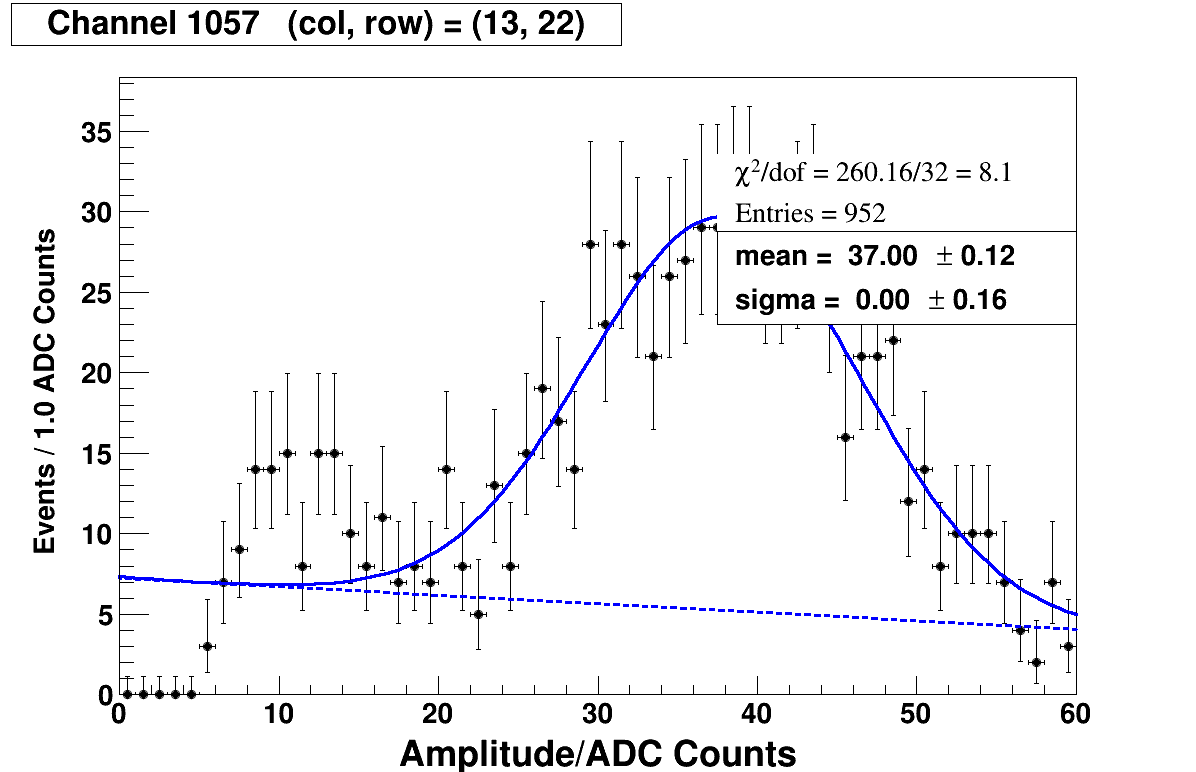 Channel 1057 (col, row) = (13, 22)
35
30
25
20
15
10
5
0
Events / 1.0 ADC Counts
χ²/dof = 260.16/32 = 8.1
Entries = 952
mean = 37.00 ± 0.12
sigma = 0.00 ± 0.16
0 10 20 30 40 50 60
Amplitude/ADC Counts